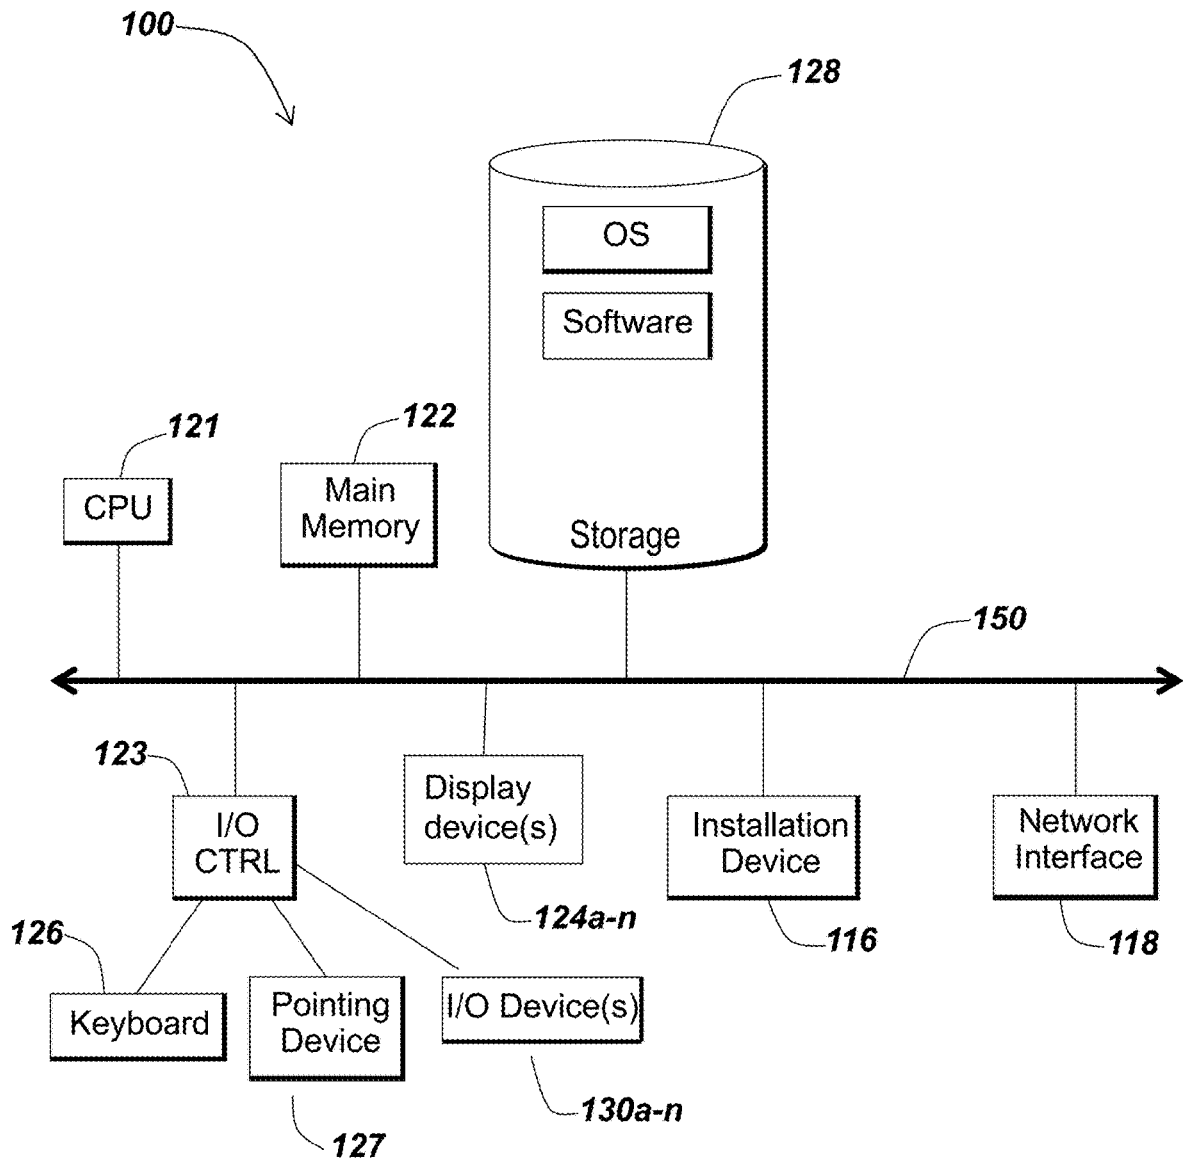 100
128
OS
Software
Storage
121
CPU
122
Main
Memory
150
123
I/O
CTRL
Display
device(s)
124a-n
Installation
Device
116
Network
Interface
118
126
Keyboard
Pointing
Device
127
I/O Device(s)
130a-n